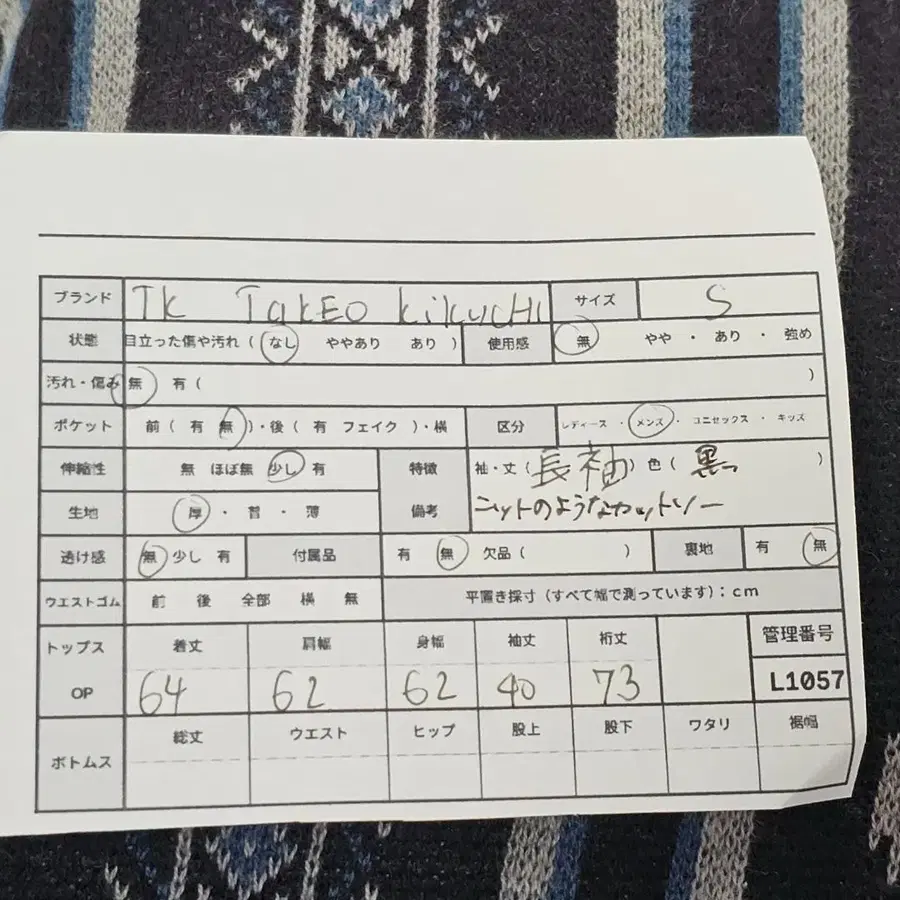 ブランド TK TakEO kikucHI サイズ S
状態 目立った傷や汚れ ( なし ややあり あり ) 使用感 無 やや ・ あり ・ 強め
汚れ・傷み 無 有 ( )
ポケット 前 ( 有 無 )・後 ( 有 フェイク )・横 区分 レディース ・ メンズ ・ ユニセックス ・ キッズ
伸縮性 無 ほぼ無 少し 有 特徴 袖・丈 ( 長袖 ) 色 ( 黒 )
生地 厚 ・ 普 ・ 薄 備考 ニットのようなカットソー
透け感 無 少し 有 付属品 有 無 欠品 ( ) 裏地 有 無
ウエストゴム 前 後 全部 横 無 平置き採寸 (すべて幅で測っています) : cm
トップス 着丈 肩幅 身幅 袖丈 裄丈 管理番号
OP 64 62 62 40 73 L1057
ボトムス 総丈 ウエスト ヒップ 股上 股下 ワタリ 裾幅